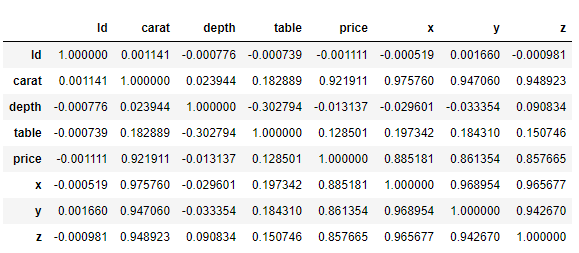 Id carat depth table price x y z
Id 1.000000 0.001141 -0.000776 -0.000739 -0.001111 -0.000519 0.001660 -0.000981
carat 0.001141 1.000000 0.023944 0.182889 0.921911 0.975760 0.947060 0.948923
depth -0.000776 0.023944 1.000000 -0.302794 -0.013137 -0.029601 -0.033354 0.090834
table -0.000739 0.182889 -0.302794 1.000000 0.128501 0.197342 0.184310 0.150746
price -0.001111 0.921911 -0.013137 0.128501 1.000000 0.885181 0.861354 0.857665
x -0.000519 0.975760 -0.029601 0.197342 0.885181 1.000000 0.968954 0.965677
y 0.001660 0.947060 -0.033354 0.184310 0.861354 0.968954 1.000000 0.942670
z -0.000981 0.948923 0.090834 0.150746 0.857665 0.965677 0.942670 1.000000